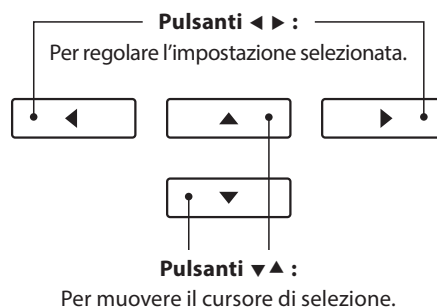 Pulsanti ◀ ▶ :
Per regolare l’impostazione selezionata.
Pulsanti ▼▲ :
Per muovere il cursore di selezione.